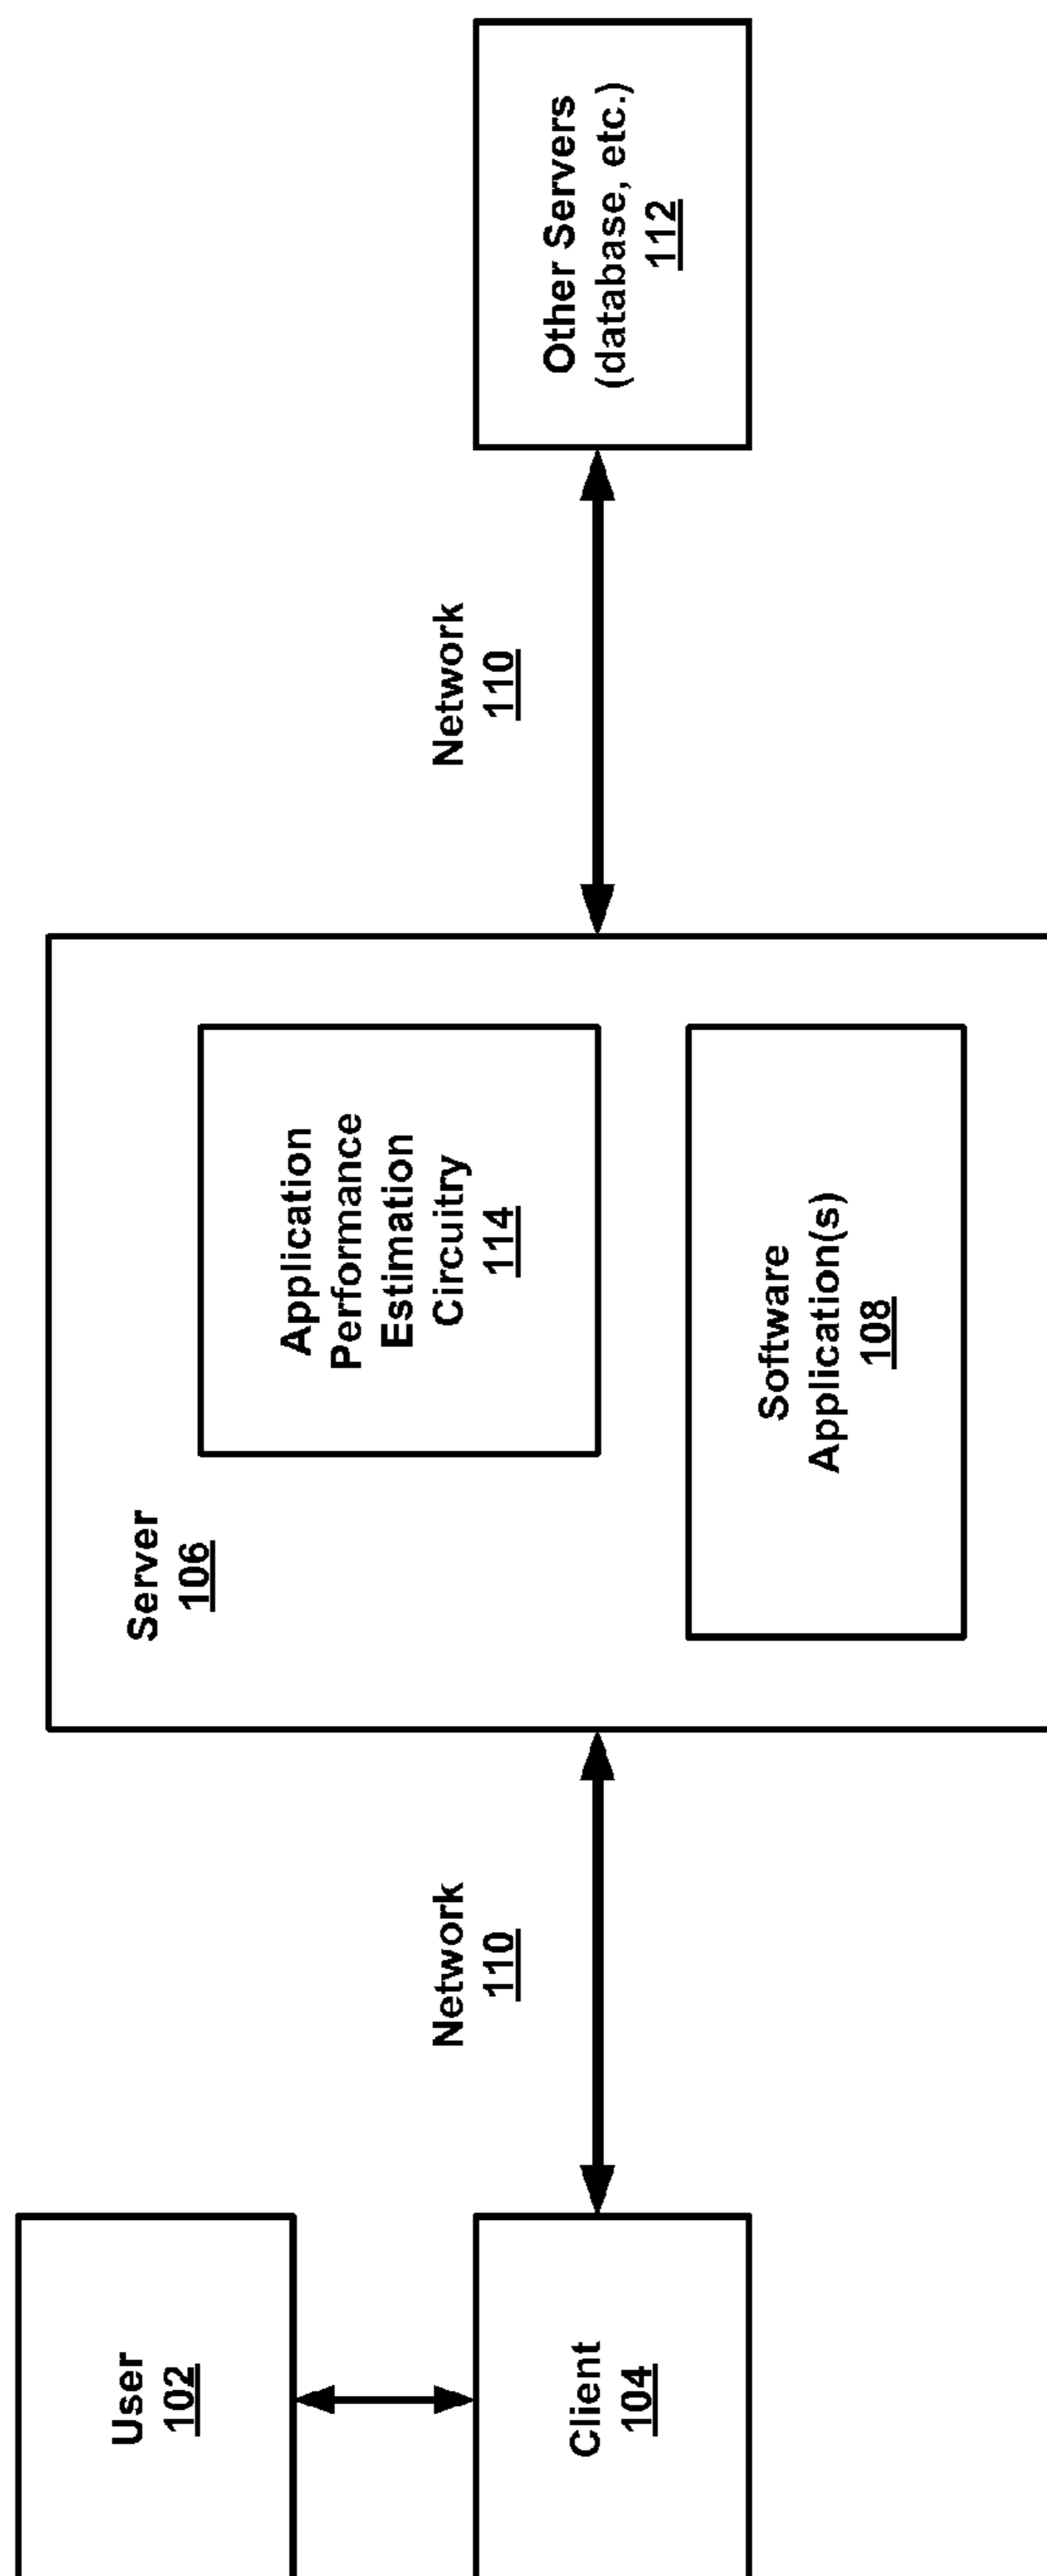 User
102
Client
104
Network
110
Server
106
Application
Performance
Estimation
Circuitry
114
Software
Application(s)
108
Network
110
Other Servers
(database, etc.)
112